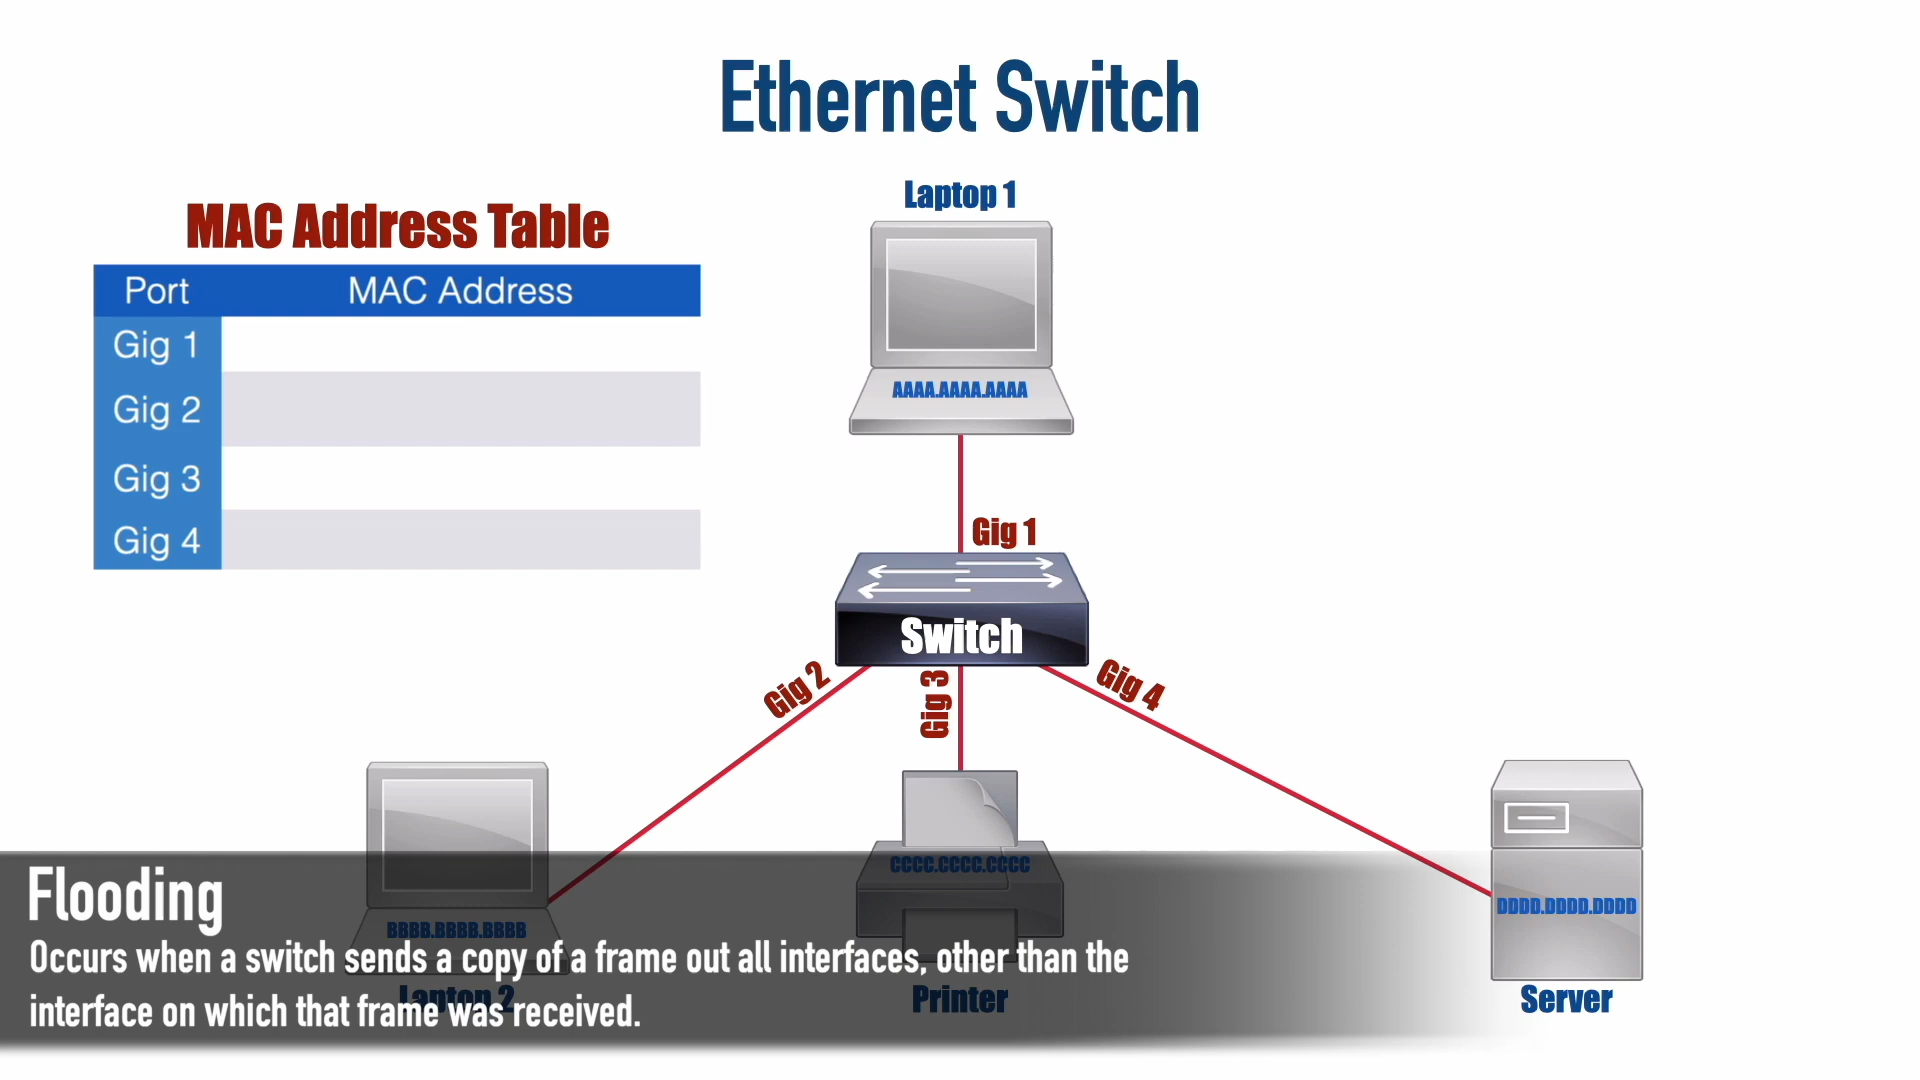 Ethernet Switch
MAC Address Table
Port MAC Address
Gig 1
Gig 2
Gig 3
Gig 4
Laptop 1
AAAA.AAAA.AAAA
Gig 1
Switch
Gig 2
Gig 3
Gig 4
BBBB.BBBB.BBBB
Laptop 2
CCCC.CCCC.CCCC
Printer
DDDD.DDDD.DDDD
Server
Flooding
Occurs when a switch sends a copy of a frame out all interfaces, other than the
interface on which that frame was received.